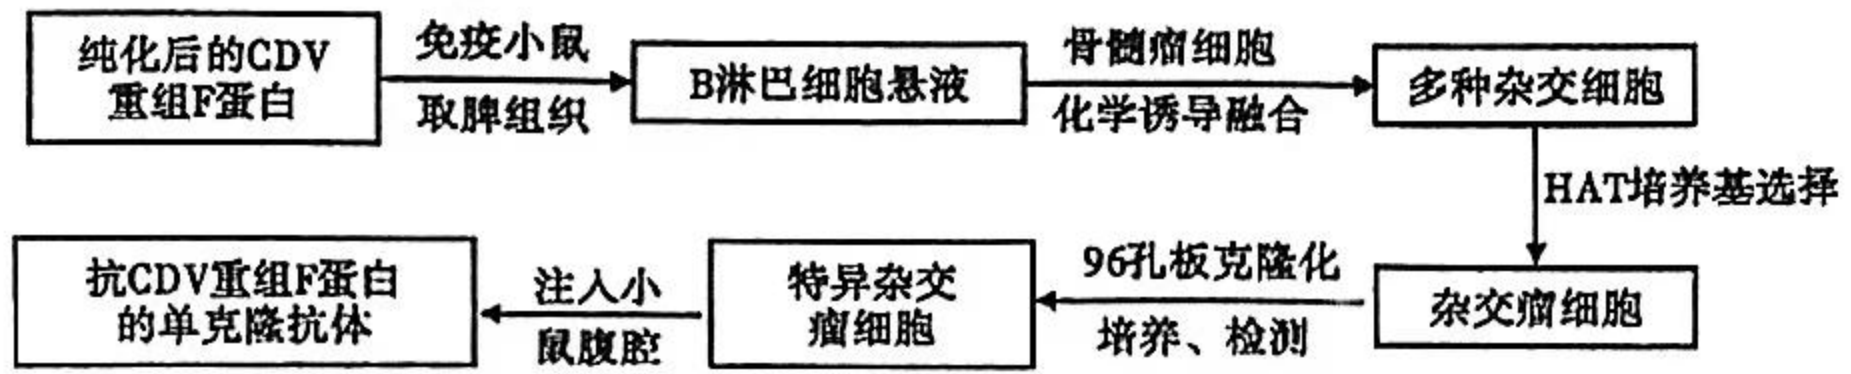 纯化后的CDV
重组F蛋白
免疫小鼠
取脾组织
B淋巴细胞悬液
骨髓瘤细胞
化学诱导融合
多种杂交细胞
HAT培养基选择
杂交瘤细胞
96孔板克隆化
培养、检测
特异杂交
瘤细胞
注入小
鼠腹腔
抗CDV重组F蛋白
的单克隆抗体